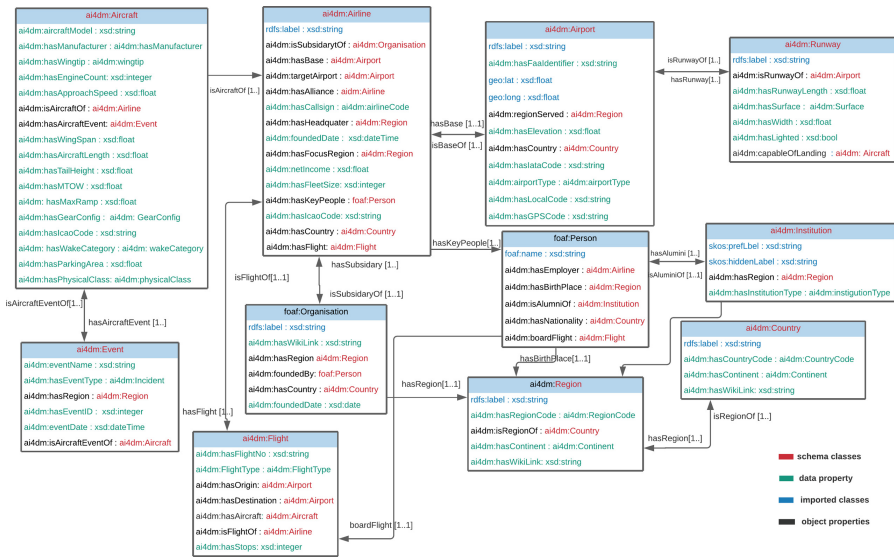 ai4dm:Aircraft
ai4dm:aircraftModel : xsd:string
ai4dm:hasManufacturer : ai4dm:hasManufacturer
ai4dm:hasWingtip : ai4dm:wingtip
ai4dm:hasEngineCount: xsd:integer
ai4dm:hasApproachSpeed : xsd:float
ai4dm:isAircraftOf : ai4dm:Airline
ai4dm:hasAircraftEvent: ai4dm:Event
ai4dm:hasWingSpan : xsd:float
ai4dm:hasAircraftLength : xsd:float
ai4dm:hasTailHeight : xsd:float
ai4dm:hasMTOW : xsd:float
ai4dm: hasMaxRamp : xsd:float
ai4dm:hasGearConfig : ai4dm: GearConfig
ai4dm:hasIcaoCode : xsd:string
ai4dm: hasWakeCategory : ai4dm: wakeCategory
ai4dm:hasParkingArea : xsd:float
ai4dm:hasPhysicalClass: ai4dm:physicalClass
isAircraftOf [1..]
ai4dm:Airline
rdfs:label : xsd:string
ai4dm:isSubsidarytOf : ai4dm:Organisation
ai4dm:hasBase : ai4dm:Airport
ai4dm:targetAirport : ai4dm:Airport
ai4dm:hasAlliance : ai4dm:Airline
ai4dm:hasCallsign : ai4dm:airlineCode
ai4dm:hasHeadquater : ai4dm:Region
ai4dm:foundedDate : xsd:dateTime
ai4dm:hasFocusRegion : ai4dm:Region
ai4dm:netIncome : xsd:float
ai4dm:hasFleetSize: xsd:integer
ai4dm:hasKeyPeople : foaf:Person
ai4dm:hasIcaoCode: xsd:string
ai4dm:hasCountry : ai4dm:Country
ai4dm:hasFlight : ai4dm:Flight
hasBase [1..1]
isBaseOf [1..]
ai4dm:Airport
rdfs:label : xsd:string
ai4dm:hasFaaIdentifier : xsd:string
geo:lat : xsd:float
geo:long : xsd:float
ai4dm:regionServed : ai4dm:Region
ai4dm:hasElevation : xsd:float
ai4dm:hasCountry : ai4dm:Country
ai4dm:hasIataCode : xsd:string
ai4dm:airportType : ai4dm:airportType
ai4dm:hasLocalCode : xsd:string
ai4dm:hasGPSCode : xsd:string
isRunwayOf [1..]
hasRunway[1..]
ai4dm:Runway
rdfs:label : xsd:string
ai4dm:isRunwayOf : ai4dm:Airport
ai4dm:hasRunwayLength : xsd:float
ai4dm:hasSurface : ai4dm:Surface
ai4dm:hasWidth : xsd:float
ai4dm:hasLighted : xsd:bool
ai4dm:capableOfLanding : ai4dm: Aircraft
hasKeyPeople[1..]
hasSubsidary [1..]
isFlightOf[1..1]
isSubsidaryOf [1..1]
foaf:Person
foaf:name : xsd:string
ai4dm:hasEmployer : ai4dm:Airline
ai4dm:hasBirthPlace : ai4dm:Region
ai4dm:isAlumniOf : ai4dm:Institution
ai4dm:hasNationality : ai4dm:Country
ai4dm:boardFlight : ai4dm:Flight
hasAlumini [1..]
isAluminiOf [1..]
ai4dm:Institution
skos:prefLbel : xsd:string
skos:hiddenLabel : xsd:string
ai4dm:hasRegion : ai4dm:Region
ai4dm:hasInstitutionType : ai4dm:instigutionType
isAircraftEventOf[1..]
hasAircraftEvent [1..]
ai4dm:Event
ai4dm:eventName : xsd:string
ai4dm:hasEventType : ai4dm:Incident
ai4dm:hasRegion : ai4dm:Region
ai4dm:hasEventID : xsd:integer
ai4dm:eventDate : xsd:dateTime
ai4dm:isAircraftEventOf : ai4dm:Aircraft
foaf:Organisation
rdfs:label : xsd:string
ai4dm:hasWikiLink : xsd:string
ai4dm:hasRegion ai4dm:Region
ai4dm:foundedBy: foaf:Person
ai4dm:hasCountry : ai4dm:Country
ai4dm:foundedDate : xsd:date
hasFlight [1..]
hasRegion[1..1]
hasBirthPlace[1..1]
ai4dm:Region
rdfs:label : xsd:string
ai4dm:hasRegionCode : ai4dm:RegionCode
ai4dm:isRegionOf : ai4dm:Country
ai4dm:hasContinent : ai4dm:Continent
ai4dm:hasWikiLink: xsd:string
ai4dm:Country
rdfs:label : xsd:string
ai4dm:hasCountryCode : ai4dm:CountryCode
ai4dm:hasContinent : ai4dm:Continent
ai4dm:hasWikiLink : xsd:string
isRegionOf [1..]
hasRegion[1..]
ai4dm:Flight
ai4dm:hasFlightNo : xsd:string
ai4dm:FlightType : ai4dm:FlightType
ai4dm:hasOrigin : ai4dm:Airport
ai4dm:hasDestination : ai4dm:Airport
ai4dm:hasAircraft: ai4dm:Aircraft
ai4dm:isFlightOf : ai4dm:Airline
ai4dm:hasStops: xsd:integer
boardFlight [1..1]
schema classes
data property
imported classes
object properties